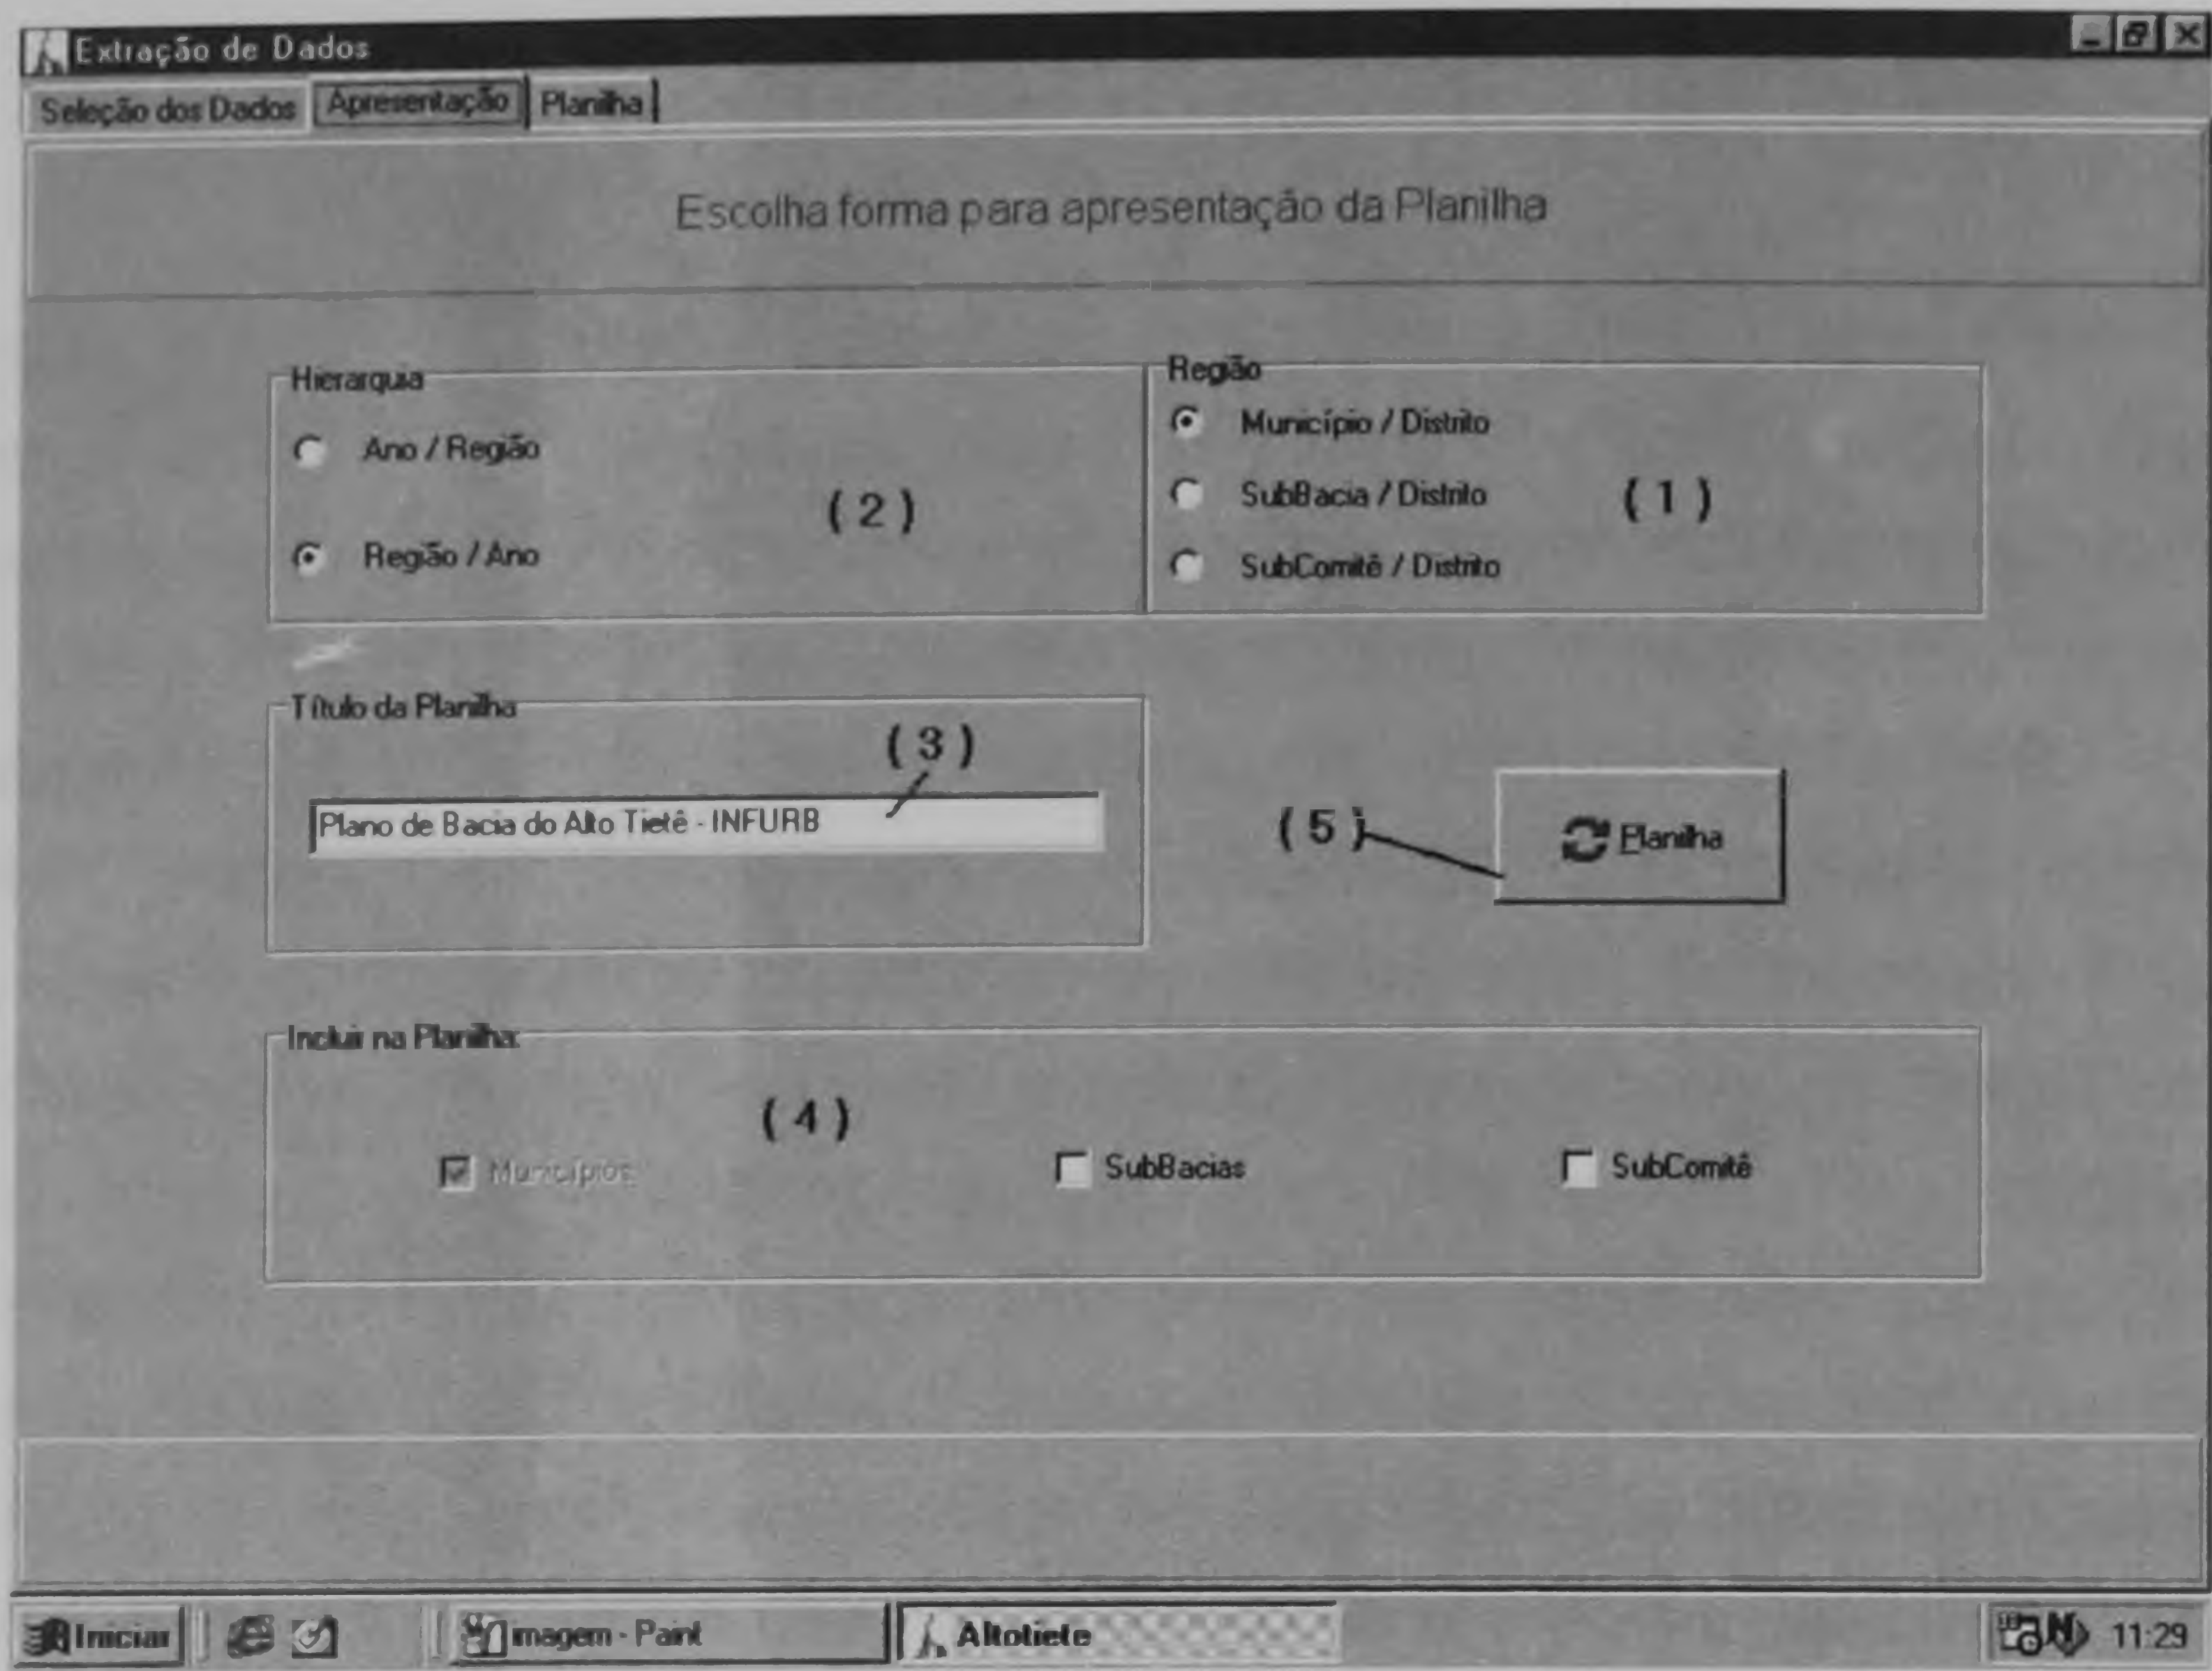 Extração de Dados
Seleção dos Dados Apresentação Planilha
Escolha forma para apresentação da Planilha
Hierarquia
Ano / Região
( 2 )
Região / Ano
Região
Município / Distrito
SubBacia / Distrito
( 1 )
SubComitê / Distrito
Título da Planilha
( 3 )
Plano de Bacia do Alto Tietê - INFURB
( 5 )
Planilha
Incluir na Planilha:
( 4 )
Municípios
SubBacias
SubComitê
Iniciar
imagem - Paint
Altotiete
11:29